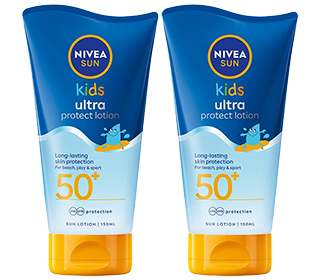 NIVEA
SUN
kids
ultra
protect lotion
Long-lasting
skin protection
For beach, play & sport
50+
protection
SUN LOTION | 150ML
NIVEA
SUN
kids
ultra
protect lotion
Long-lasting
skin protection
For beach, play & sport
50+
protection
SUN LOTION | 150ML